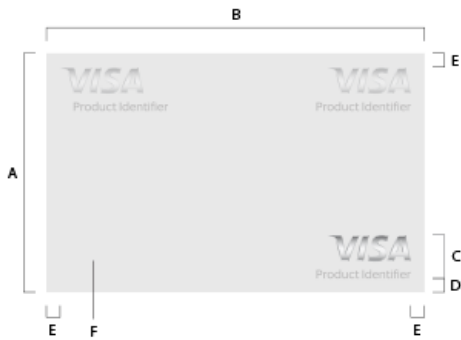 B
E
VISA
VISA
Product Identifier
Product Identifier
A
VISA
C
Product Identifier
D
E
F
E